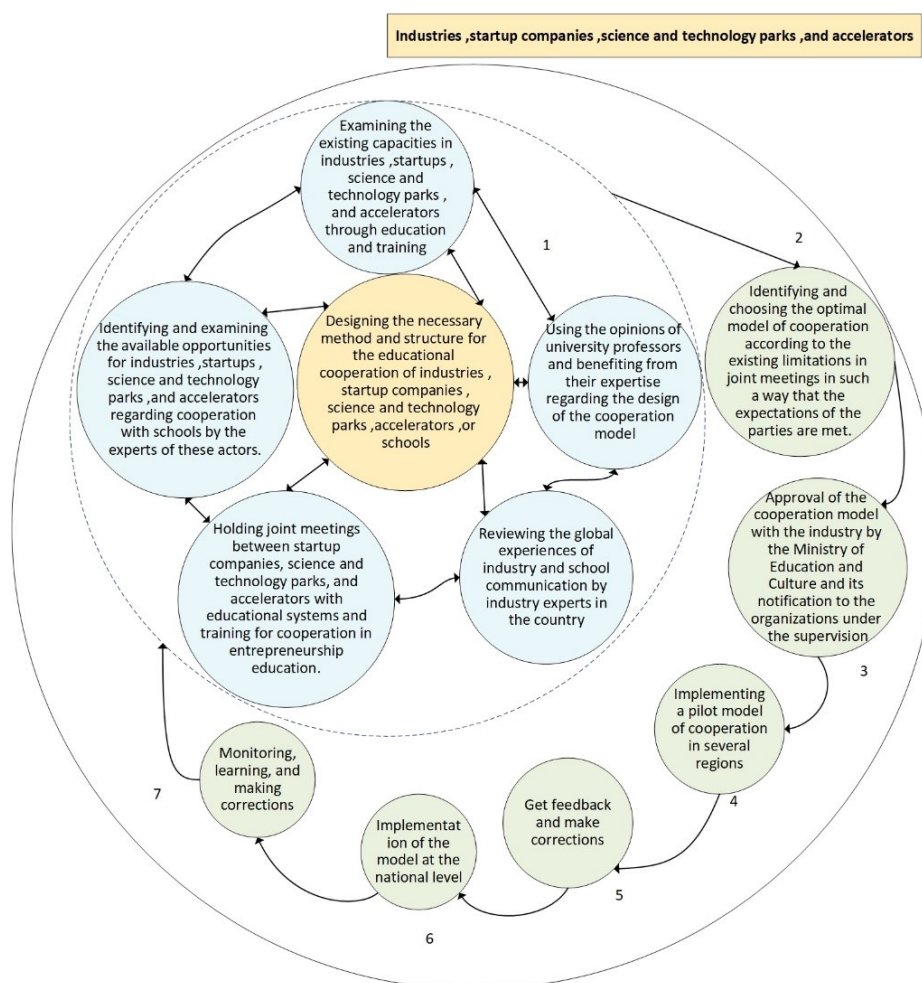 Industries ,startup companies ,science and technology parks ,and accelerators
Examining the
existing capacities in
industries ,startups ,
science and
technology parks ,
and accelerators
through education
and training
1
2
Identifying and examining
the available opportunities
for industries ,startups ,
science and technology
parks ,and accelerators
regarding cooperation
with schools by the
experts of these actors.
Designing the necessary
method and structure for
the educational
cooperation of industries ,
startup companies ,
science and technology
parks ,accelerators ,or
schools
Using the opinions of
university professors
and benefiting from
their expertise
regarding the design
of the cooperation
model
Identifying and
choosing the optimal
model of cooperation
according to the
existing limitations in
joint meetings in such
a way that the
expectations of the
parties are met.
Holding joint meetings
between startup
companies, science and
technology parks, and
accelerators with
educational systems and
training for cooperation in
entrepreneurship
education.
Reviewing the global
experiences of
industry and school
communication by
industry experts in
the country
Approval of the
cooperation model
with the industry by
the Ministry of
Education and
Culture and its
notification to the
organizations under
the supervision
3
Implementing
a pilot model
of cooperation
in several
regions
4
Get feedback
and make
corrections
5
Implementat
ion of the
model at the
national level
6
Monitoring,
learning, and
making
corrections
7